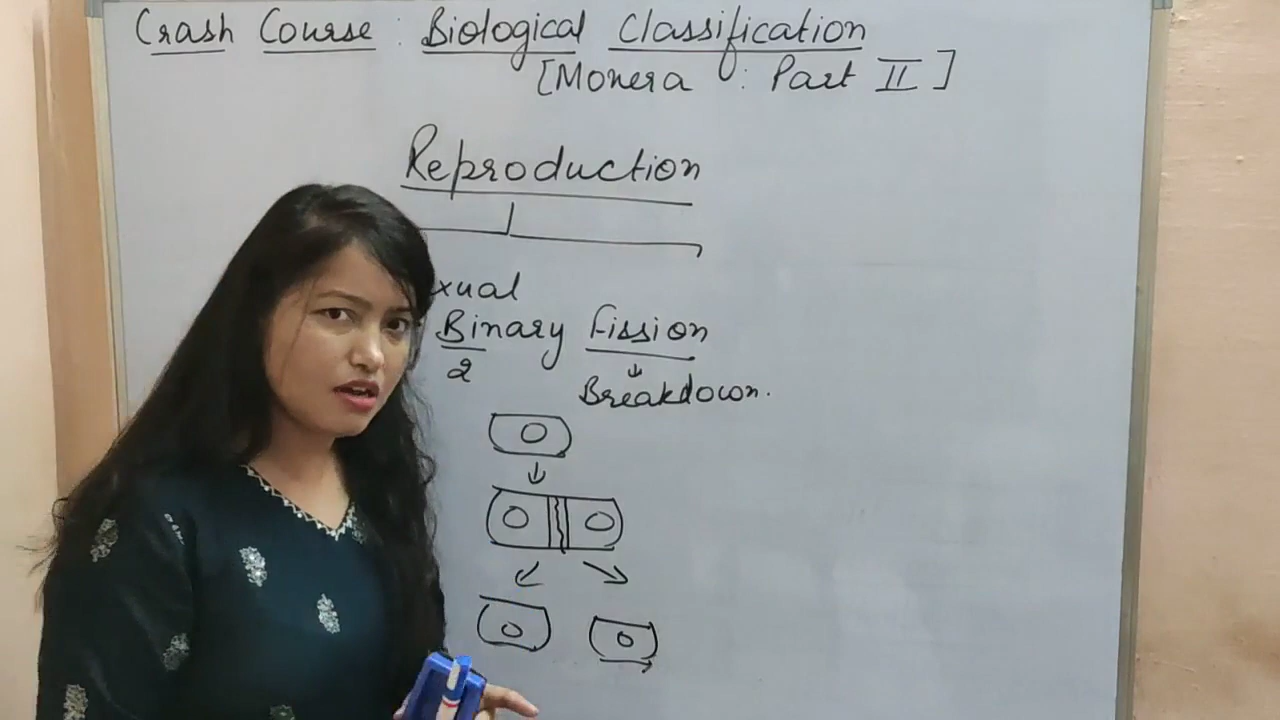 Crash Course : Biological Classification
[Monera : Part II]
Reproduction
xual
Binary Fission
2
Breakdown.